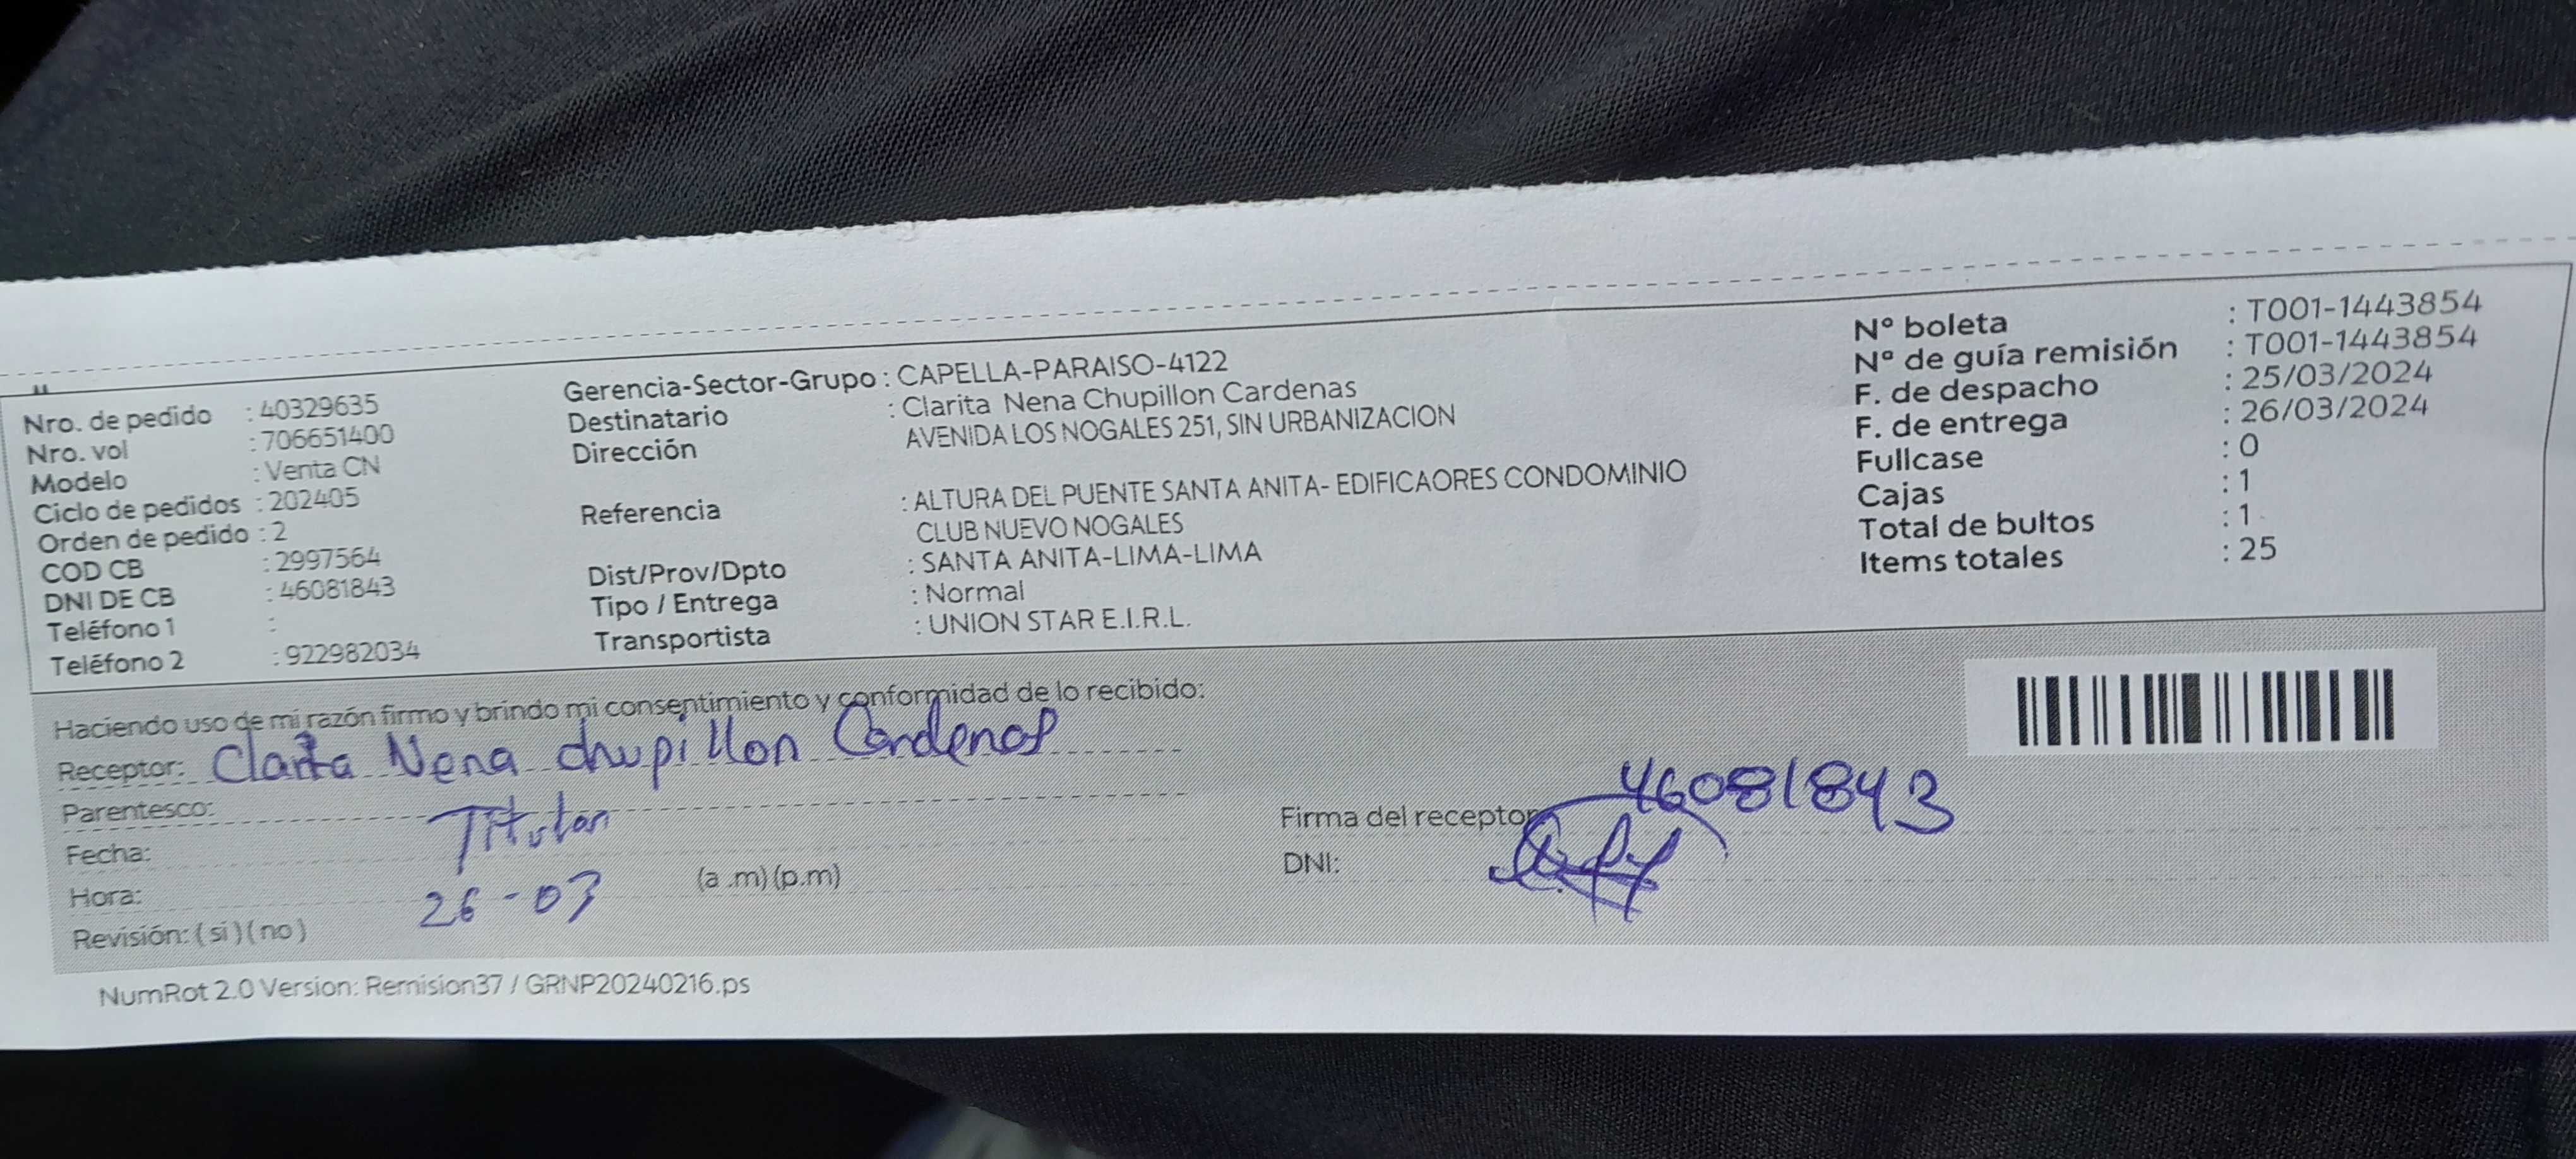 Nro. de pedido : 40329635
Nro. vol : 706651400
Modelo : Venta CN
Ciclo de pedidos : 202405
Orden de pedido : 2
COD CB : 2997564
DNI DE CB : 46081843
Teléfono 1 :
Teléfono 2 : 922982034
Gerencia-Sector-Grupo : CAPELLA-PARAISO-4122
Destinatario : Clarita Nena Chupillon Cardenas
Dirección AVENIDA LOS NOGALES 251, SIN URBANIZACION
Referencia : ALTURA DEL PUENTE SANTA ANITA- EDIFICAORES CONDOMINIO
CLUB NUEVO NOGALES
Dist/Prov/Dpto : SANTA ANITA-LIMA-LIMA
Tipo / Entrega : Normal
Transportista : UNION STAR E.I.R.L.
N° boleta : T001-1443854
N° de guía remisión : T001-1443854
F. de despacho : 25/03/2024
F. de entrega : 26/03/2024
Fullcase : 0
Cajas : 1
Total de bultos : 1
Items totales : 25
Haciendo uso de mi razón firmo y brindo mi consentimiento y conformidad de lo recibido:
Receptor: Clarita Nena chupillon Cardenas
Parentesco: Titular
Fecha: 26-03
Hora: (a .m) (p.m)
Revisión: ( si ) ( no )
Firma del receptor 46081843
DNI:
NumRot 2.0 Version: Remision37 / GRNP20240216.ps